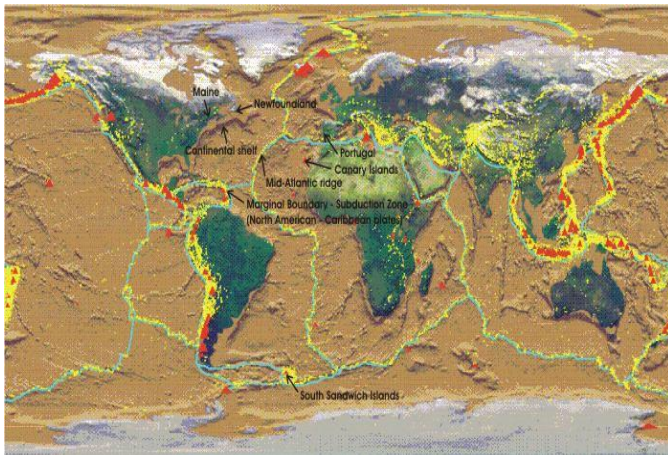 Maine
Newfoundland
Continental shelf
Portugal
Canary Islands
Mid-Atlantic ridge
Marginal Boundary - Subduction Zone
(North American - Caribbean plates)
South Sandwich Islands